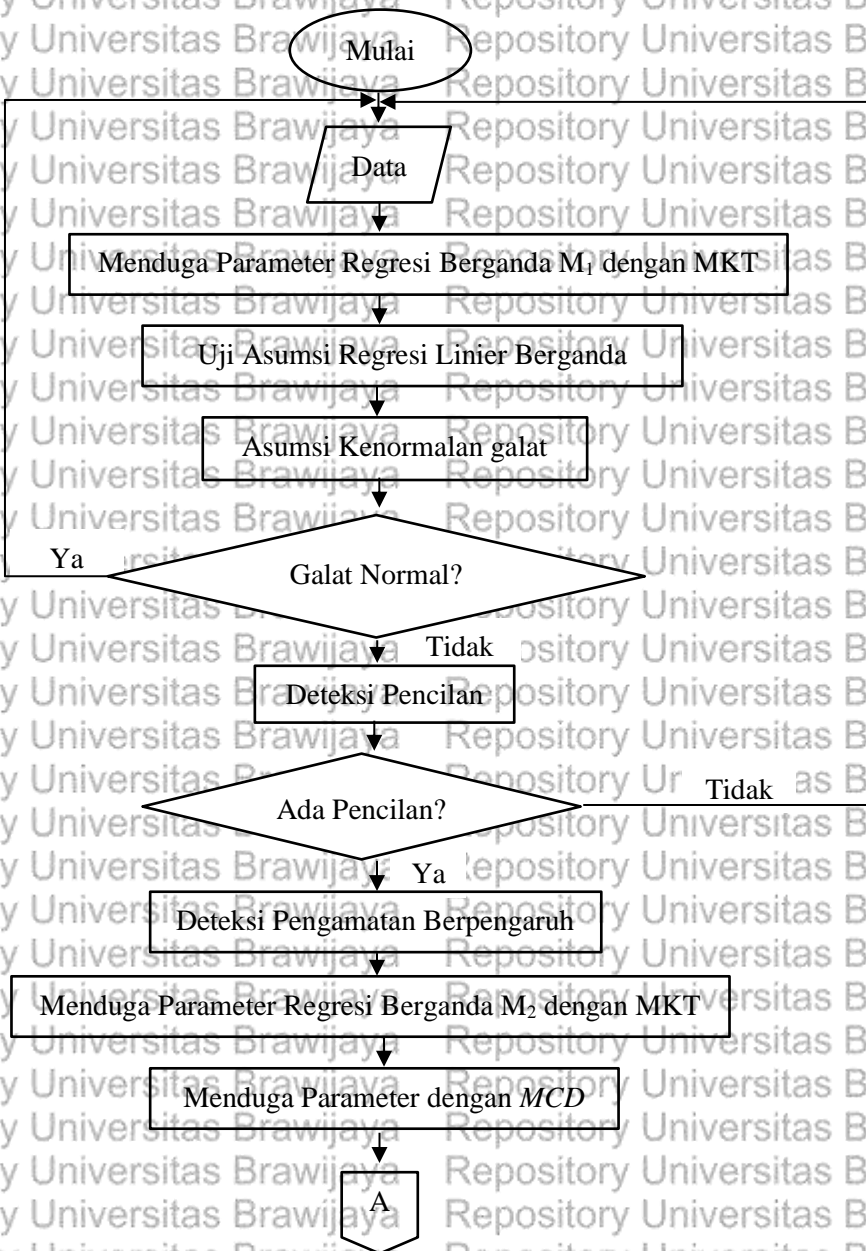 Mulai
Data
Menduga Parameter Regresi Berganda M₁ dengan MKT
Uji Asumsi Regresi Linier Berganda
Asumsi Kenormalan galat
Ya
Galat Normal?
Tidak
Deteksi Pencilan
Ada Pencilan?
Tidak
Ya
Deteksi Pengamatan Berpengaruh
Menduga Parameter Regresi Berganda M₂ dengan MKT
Menduga Parameter dengan MCD
A